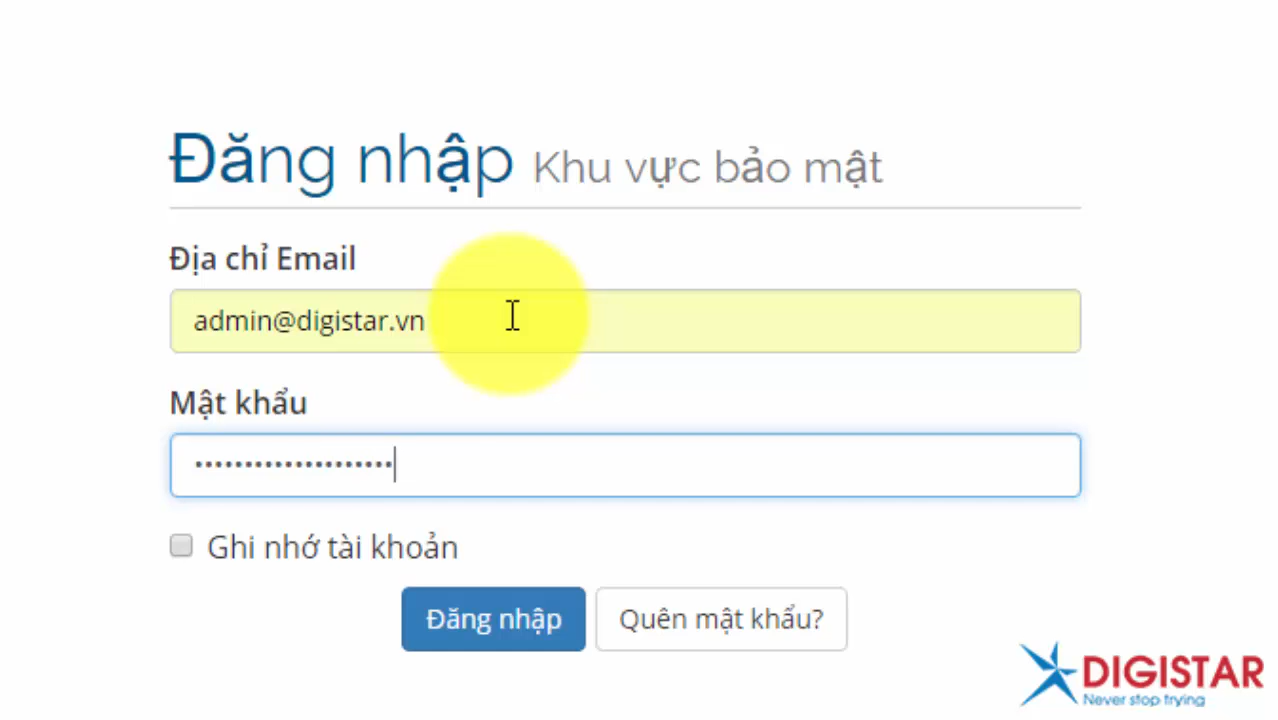 Đăng nhập Khu vực bảo mật
Địa chỉ Email
admin@digistar.vn
Mật khẩu
••••••••••••••••••••
Ghi nhớ tài khoản
Đăng nhập Quên mật khẩu?
DIGISTAR
Never stop trying